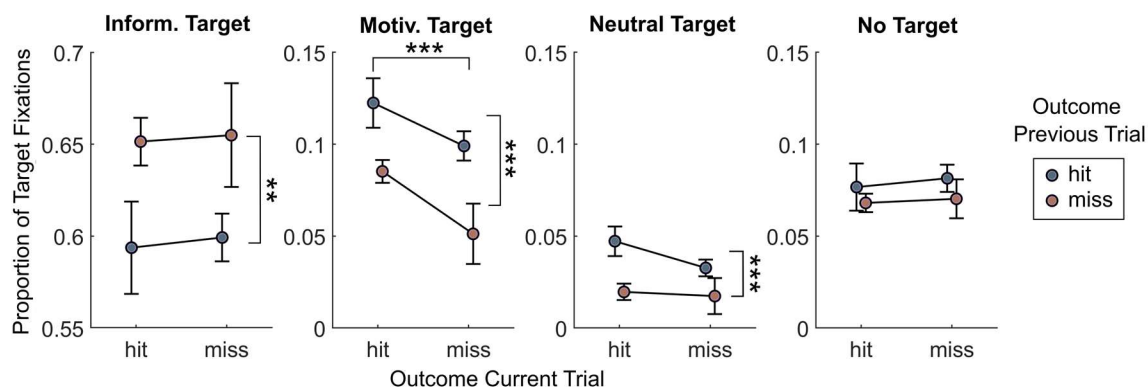 Inform. Target
Motiv. Target
Neutral Target
No Target
Proportion of Target Fixations
0.7
0.65
0.6
0.55
**
hit
miss
0.15
0.1
0.05
0
***
***
hit
miss
0.15
0.1
0.05
0
***
hit
miss
0.15
0.1
0.05
0
hit
miss
Outcome Current Trial
Outcome
Previous Trial
hit
miss